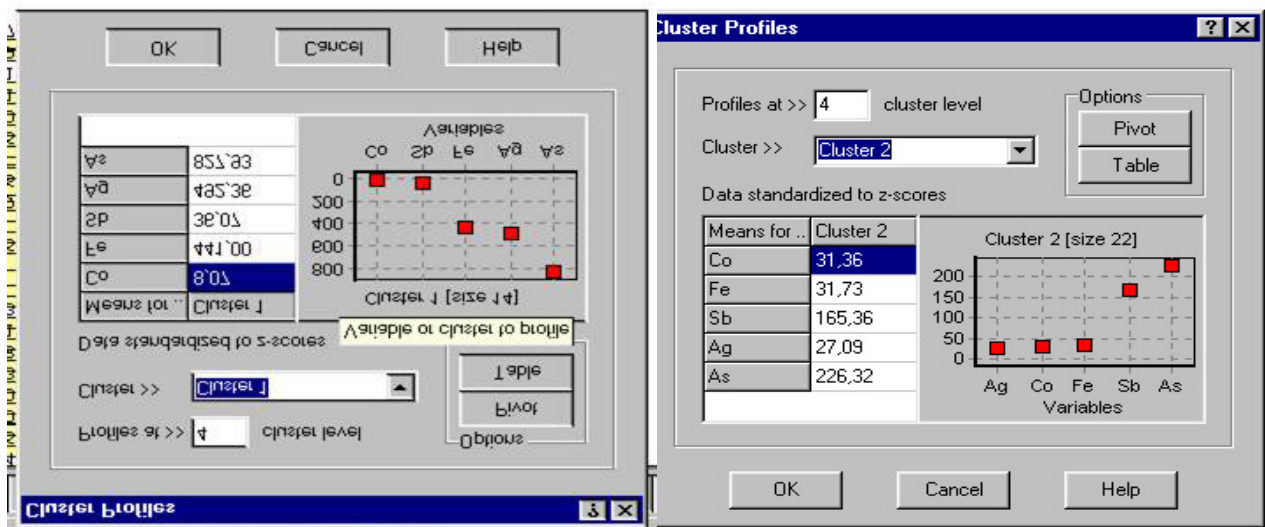 Cluster Profiles
Profiles at >> 4 cluster level
Options
Pivot
Table
Cluster >> Cluster 1
Data standardized to z-scores
Variable or cluster to profile
Means for .. Cluster 1
Co 8,07
Fe 441,00
Sb 36,07
Ag 492,36
As 827,93
Cluster 1 [size 14]
800
600
400
200
0
Co Sb Fe Ag As
Variables
OK Cancel Help
Cluster Profiles
Profiles at >> 4 cluster level
Options
Pivot
Table
Cluster >> Cluster 2
Data standardized to z-scores
Means for .. Cluster 2
Co 31,36
Fe 31,73
Sb 165,36
Ag 27,09
As 226,32
Cluster 2 [size 22]
200
150
100
50
0
Ag Co Fe Sb As
Variables
OK Cancel Help